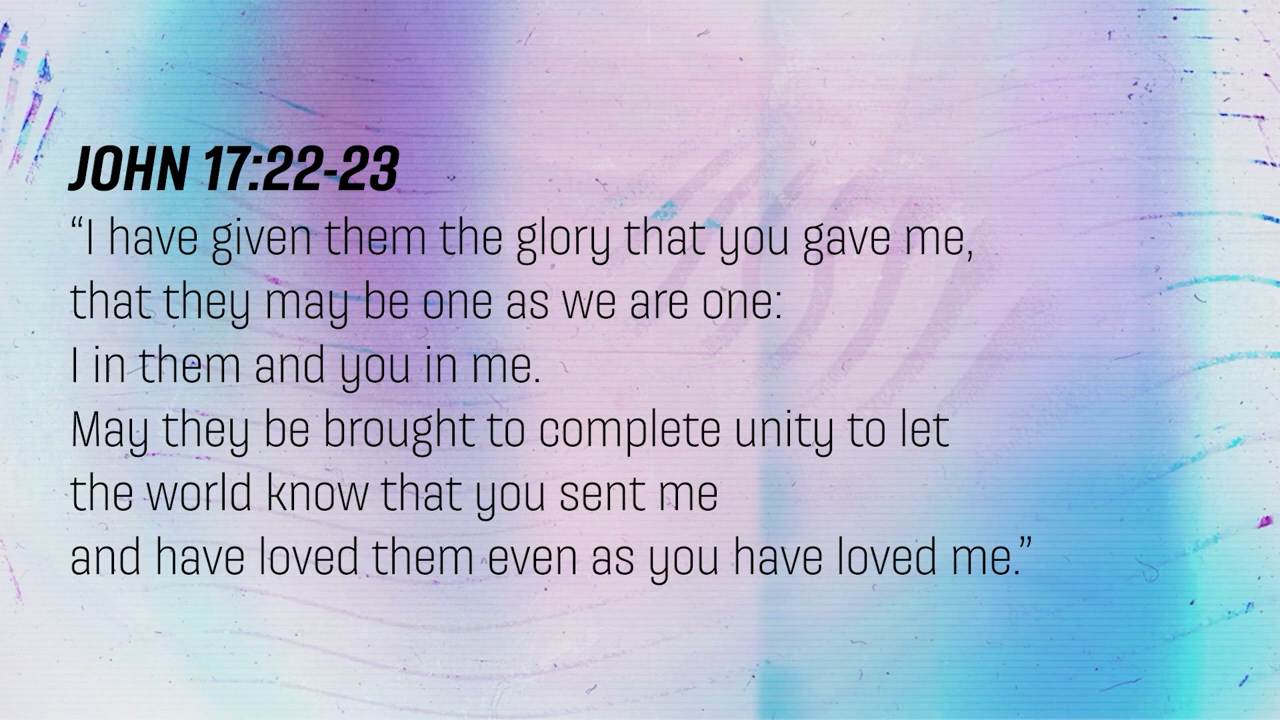 JOHN 17:22-23
“I have given them the glory that you gave me,
that they may be one as we are one:
I in them and you in me.
May they be brought to complete unity to let
the world know that you sent me
and have loved them even as you have loved me.”